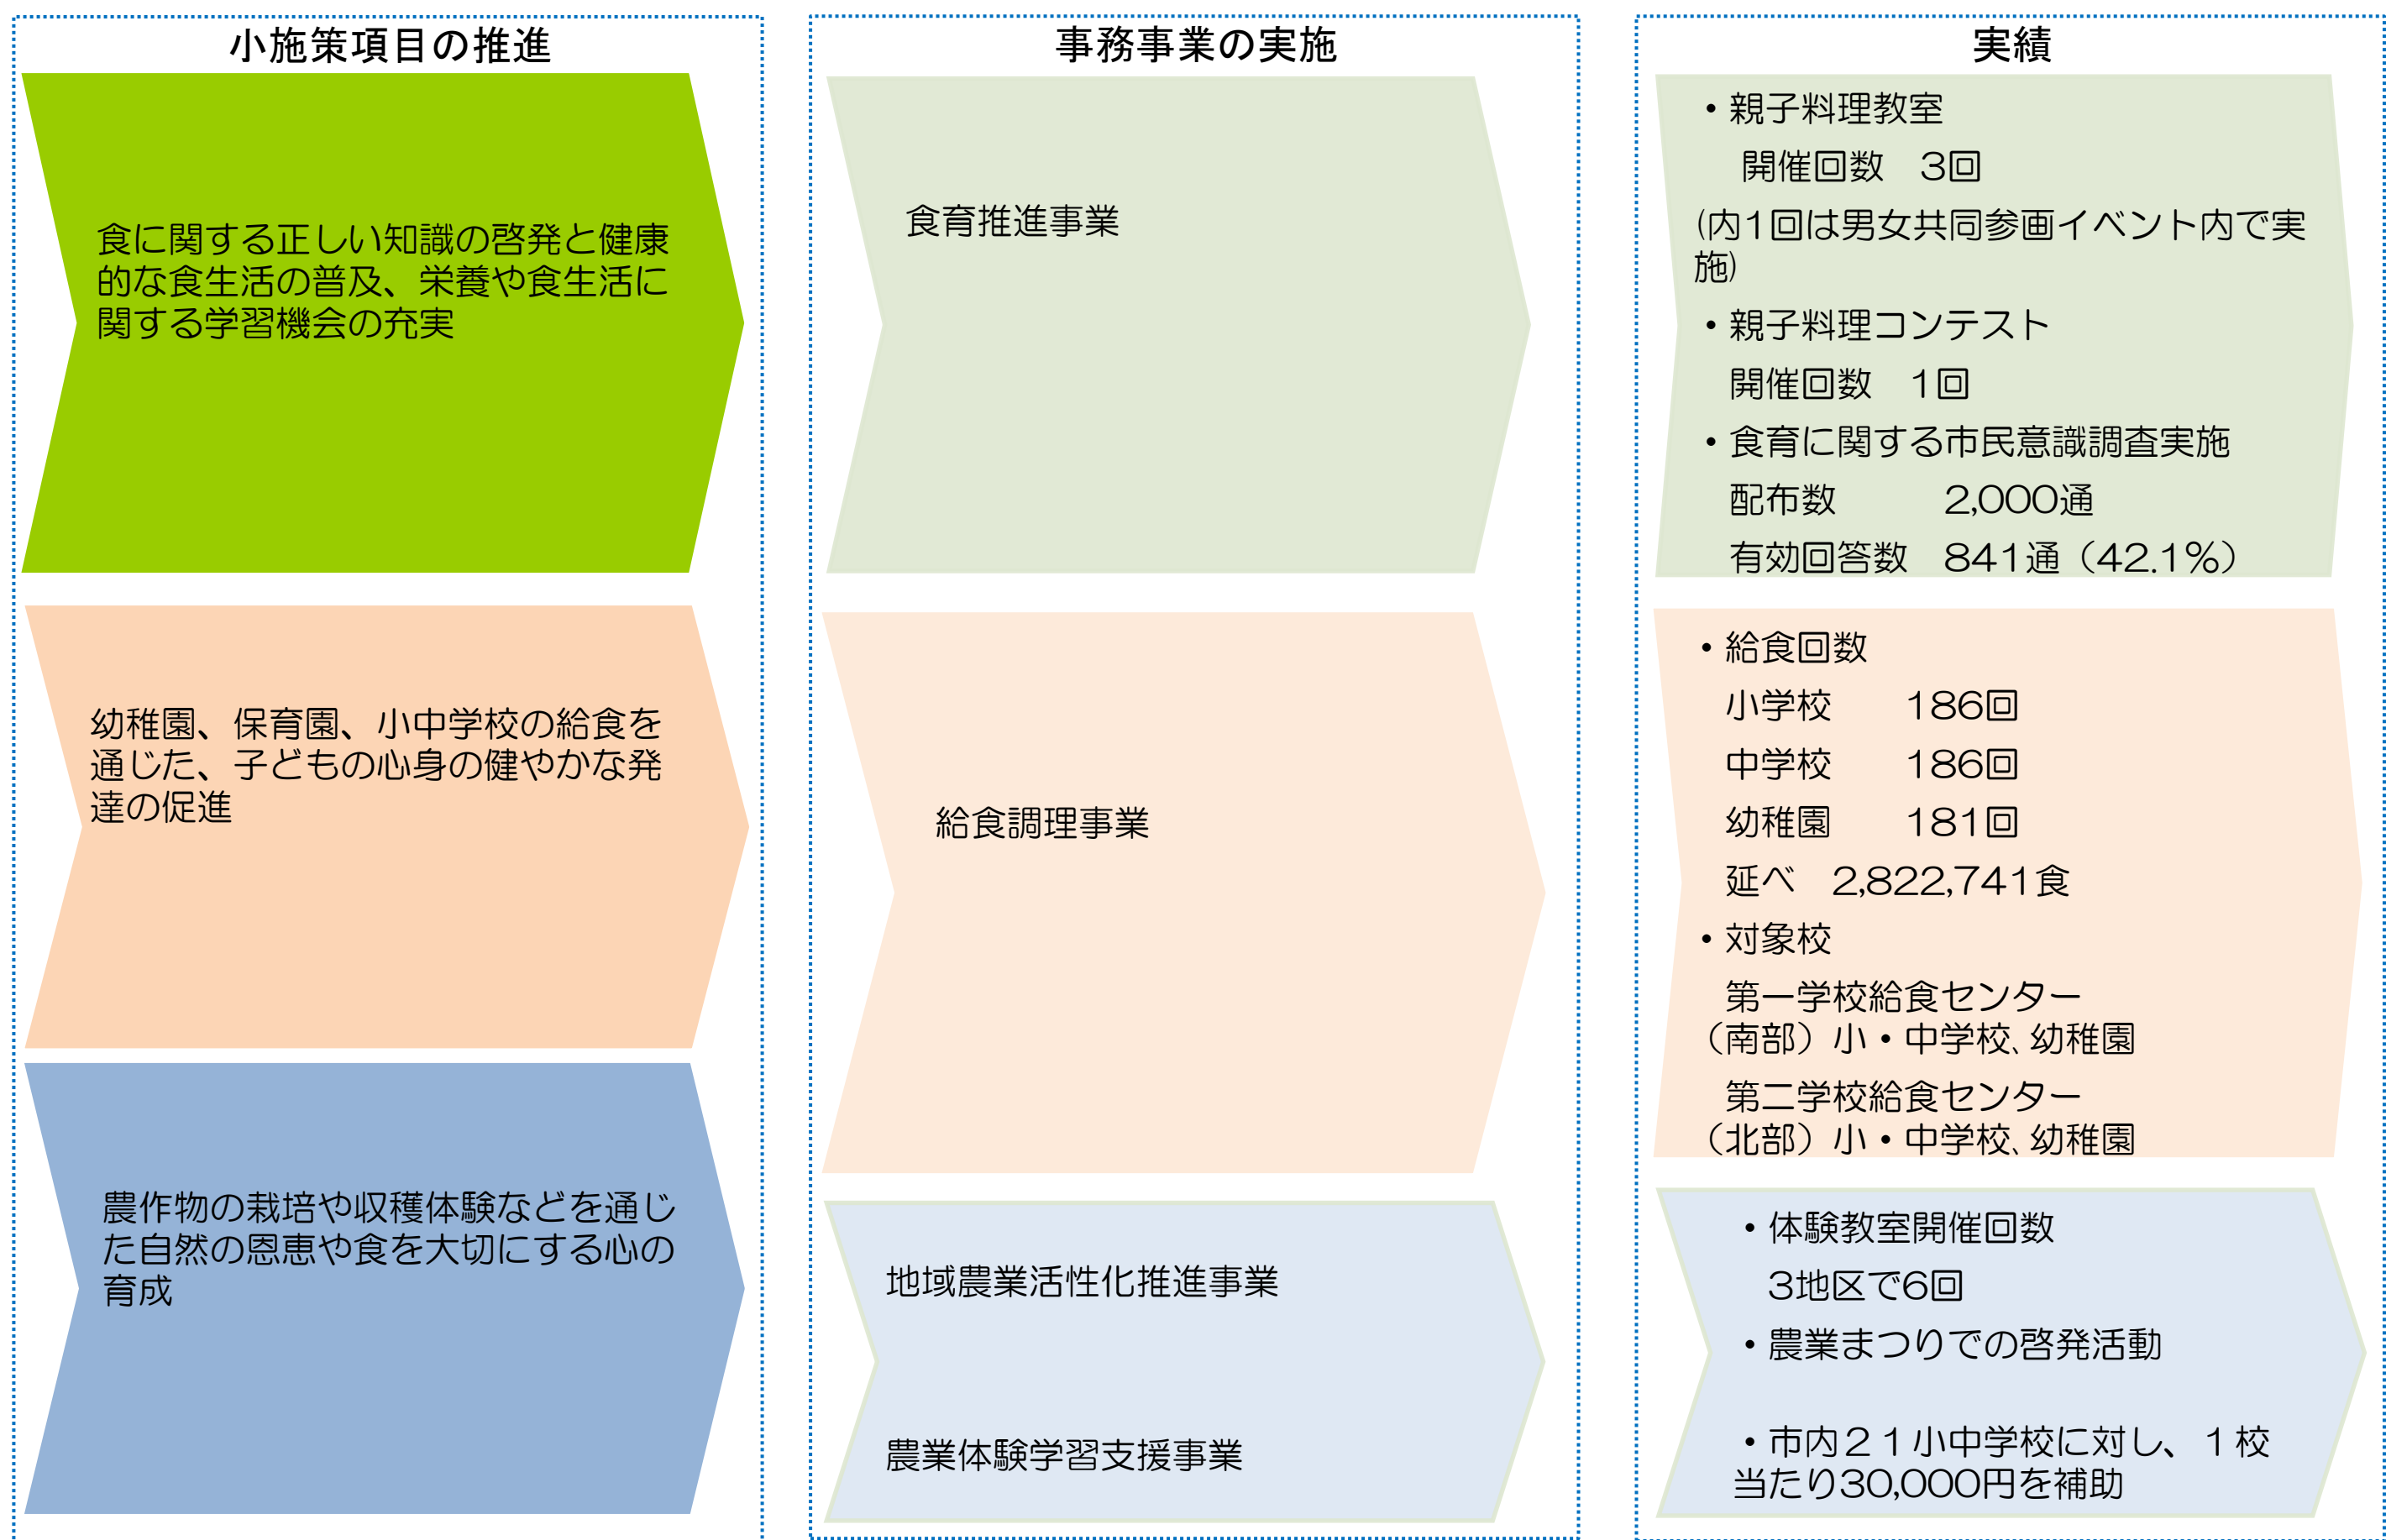 小施策項目の推進
食に関する正しい知識の啓発と健康
的な食生活の普及、栄養や食生活に
関する学習機会の充実
幼稚園、保育園、小中学校の給食を
通じた、子どもの心身の健やかな発
達の促進
農作物の栽培や収穫体験などを通じ
た自然の恩恵や食を大切にする心の
育成
事務事業の実施
食育推進事業
給食調理事業
地域農業活性化推進事業
農業体験学習支援事業
実績
・親子料理教室
開催回数　3回
(内1回は男女共同参画イベント内で実
施)
・親子料理コンテスト
開催回数　1回
・食育に関する市民意識調査実施
配布数　　　2,000通
有効回答数　841通（42.1%）
・給食回数
小学校　　186回
中学校　　186回
幼稚園　　181回
延べ　2,822,741食
・対象校
第一学校給食センター
（南部）小・中学校、幼稚園
第二学校給食センター
（北部）小・中学校、幼稚園
・体験教室開催回数
3地区で6回
・農業まつりでの啓発活動
・市内２１小中学校に対し、１校
当たり30,000円を補助